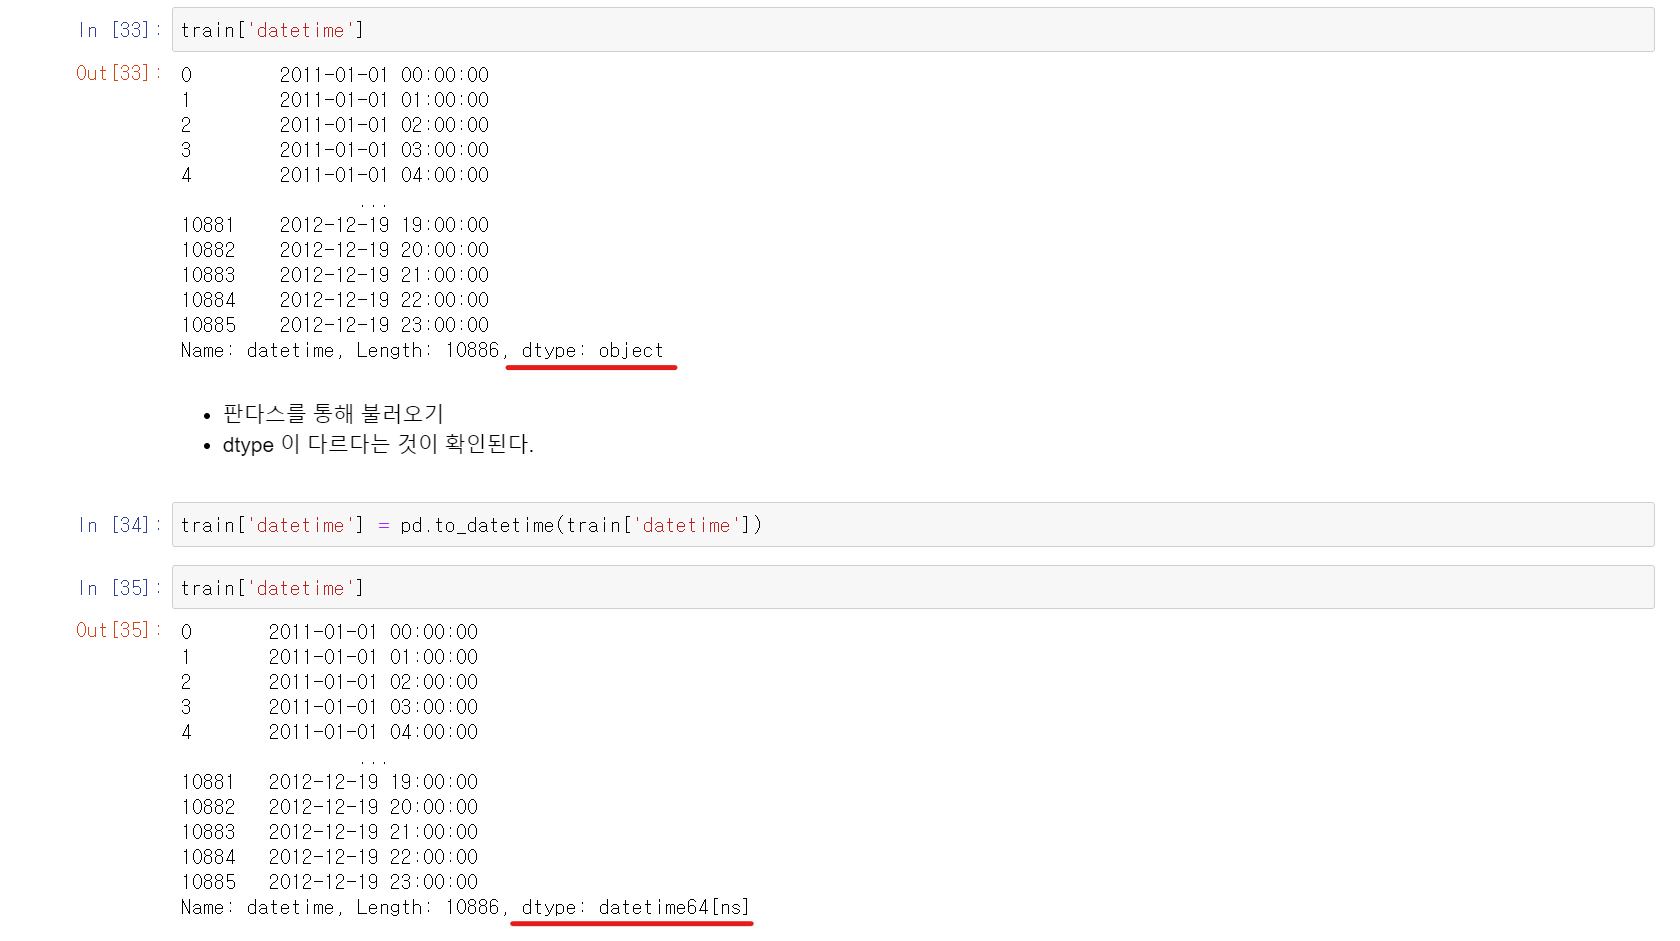 In [33]: train['datetime']
Out[33]: 0        2011-01-01 00:00:00
1        2011-01-01 01:00:00
2        2011-01-01 02:00:00
3        2011-01-01 03:00:00
4        2011-01-01 04:00:00
...
10881    2012-12-19 19:00:00
10882    2012-12-19 20:00:00
10883    2012-12-19 21:00:00
10884    2012-12-19 22:00:00
10885    2012-12-19 23:00:00
Name: datetime, Length: 10886, dtype: object
• 판다스를 통해 불러오기
• dtype 이 다르다는 것이 확인된다.
In [34]: train['datetime'] = pd.to_datetime(train['datetime'])
In [35]: train['datetime']
Out[35]: 0       2011-01-01 00:00:00
1       2011-01-01 01:00:00
2       2011-01-01 02:00:00
3       2011-01-01 03:00:00
4       2011-01-01 04:00:00
...
10881   2012-12-19 19:00:00
10882   2012-12-19 20:00:00
10883   2012-12-19 21:00:00
10884   2012-12-19 22:00:00
10885   2012-12-19 23:00:00
Name: datetime, Length: 10886, dtype: datetime64[ns]